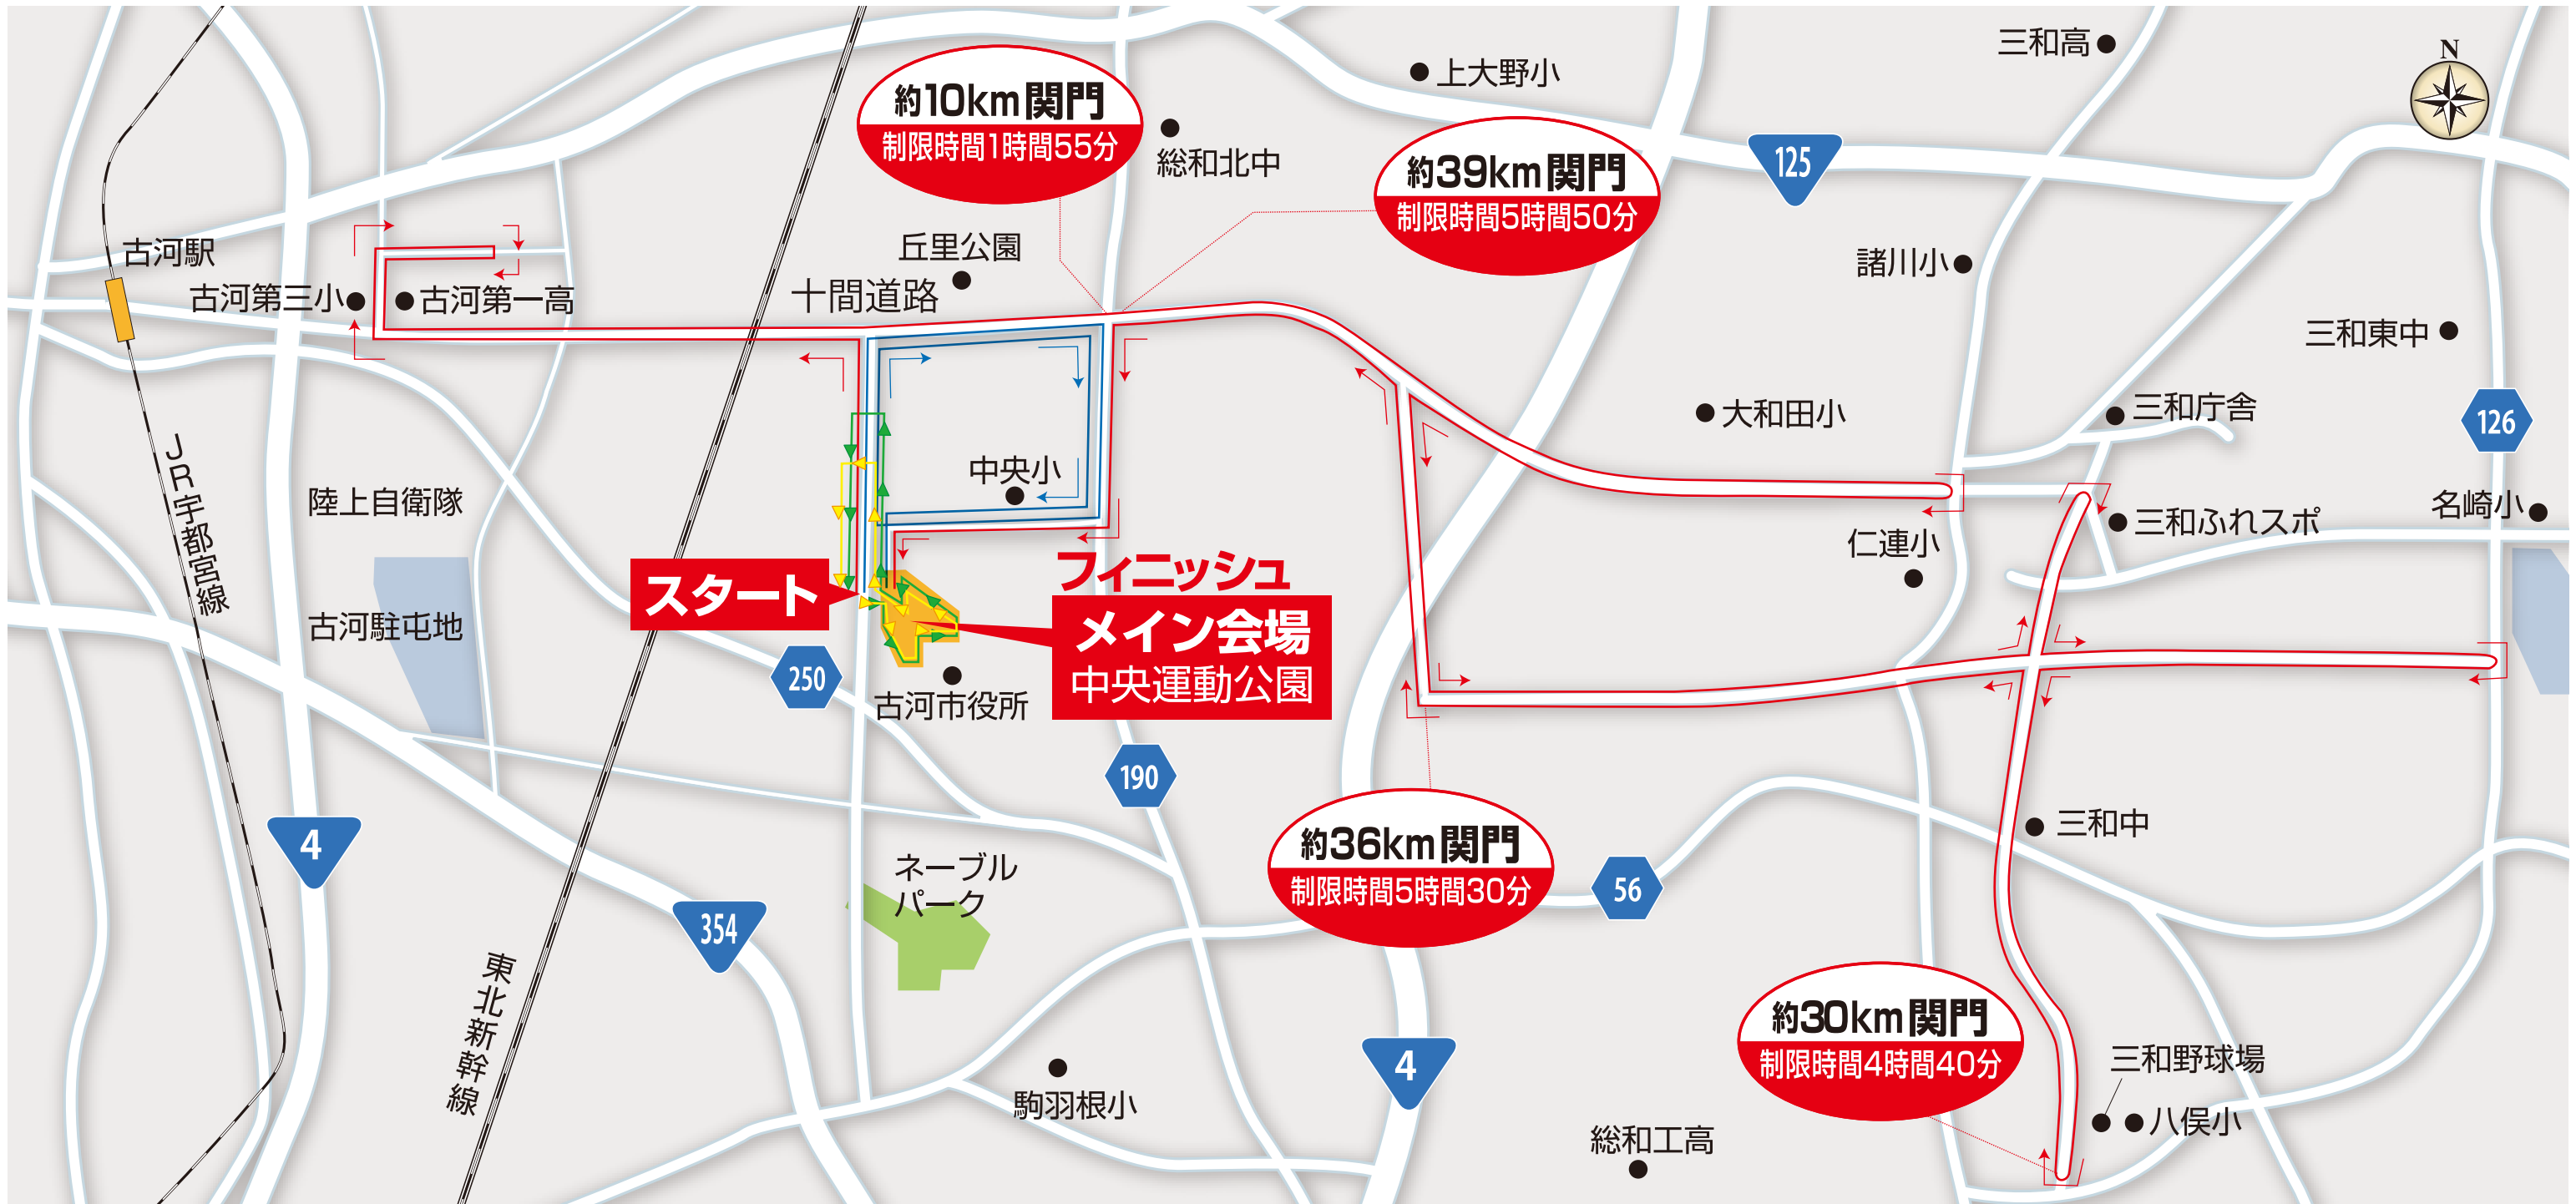 三和高
N
上大野小
約10km関門
制限時間1時間55分
総和北中
約39km関門
制限時間5時間50分
125
古河駅
丘里公園
諸川小
古河第三小
古河第一高
十間道路
三和東中
大和田小
三和庁舎
126
中央小
JR宇都宮線
陸上自衛隊
古河駐屯地
名崎小
三和ふれスポ
仁連小
スタート
フィニッシュ
メイン会場
中央運動公園
250
古河市役所
190
4
三和中
約36km関門
制限時間5時間30分
56
ネーブル
パーク
354
東北新幹線
約30km関門
制限時間4時間40分
4
三和野球場
駒羽根小
八俣小
総和工高